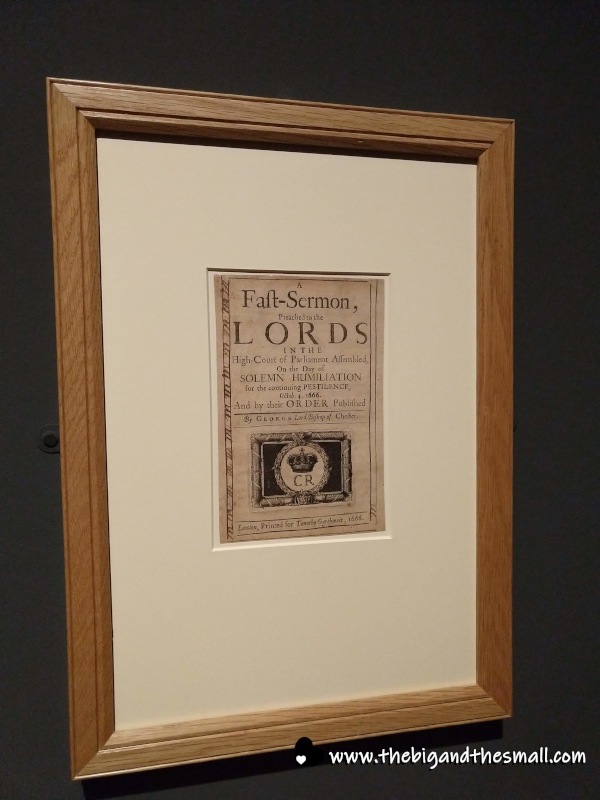 A
Faſt-Sermon,
Preached to the
LORDS
IN THE
High-Court of Parliament Aſſembled,
On the Day of
SOLEMN HUMILIATION
for the continuing PESTILENCE,
Octob. 3. 1666.
And by their ORDER Publiſhed
By GEORGE Lord Biſhop of Cheſter.
CR
London, Printed for Timothy 1666.
www.thebigandthesmall.com